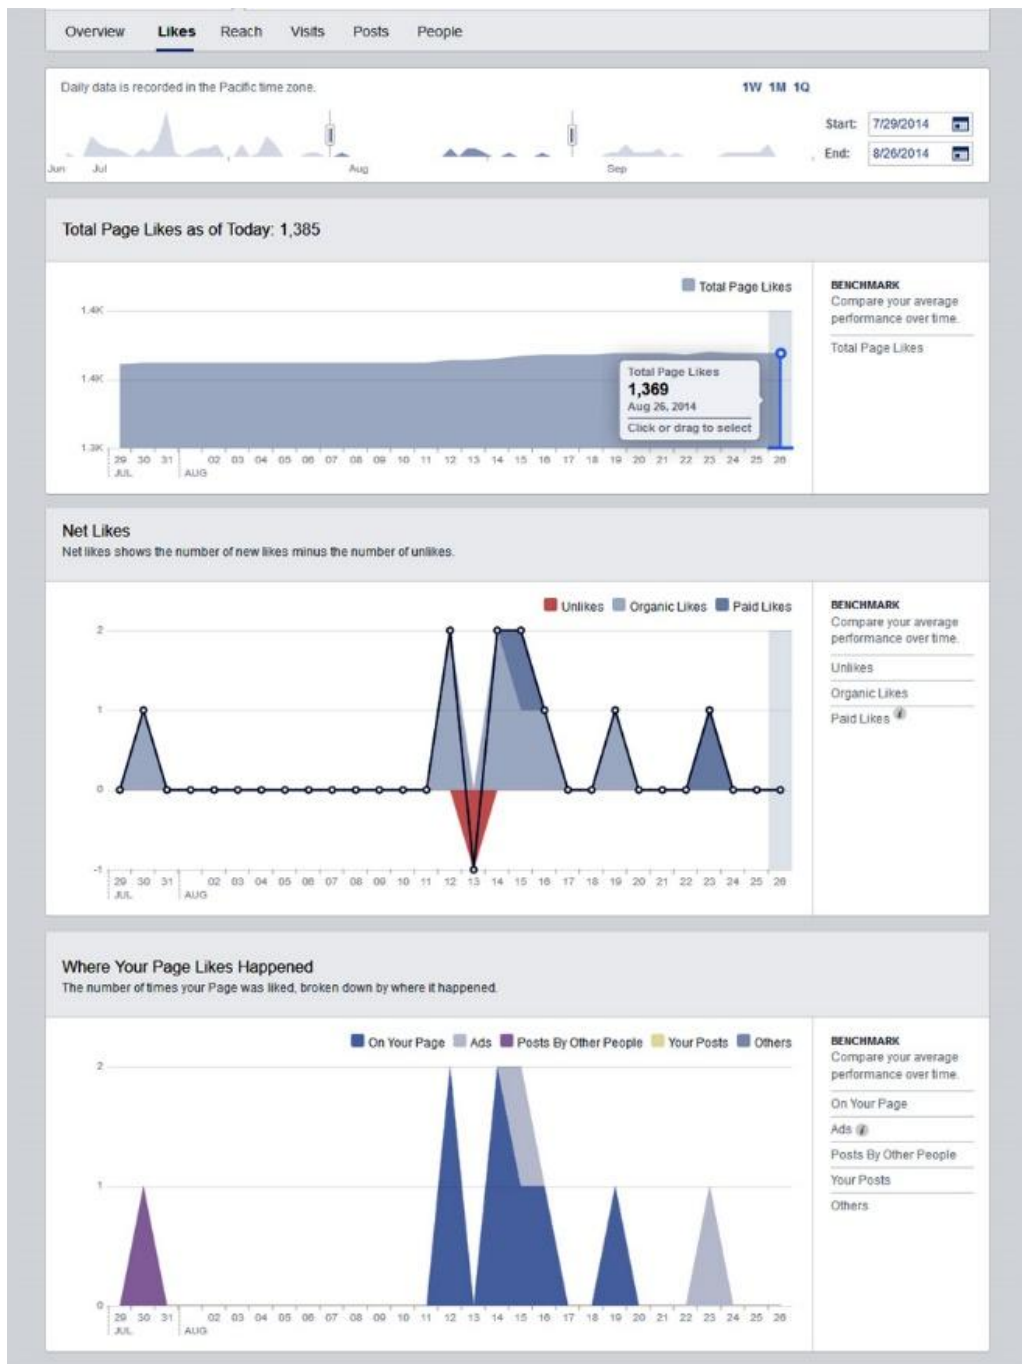 Overview Likes Reach Visits Posts People
Daily data is recorded in the Pacific time zone.
1W 1M 1Q
Start: 7/29/2014
End: 8/26/2014
Jun Jul Aug Sep
Total Page Likes as of Today: 1,385
Total Page Likes
1.4K
1.4K
1.3K
Total Page Likes
1,369
Aug 26, 2014
Click or drag to select
29 30 31 02 03 04 05 06 07 08 09 10 11 12 13 14 15 16 17 18 19 20 21 22 23 24 25 26
JUL AUG
BENCHMARK
Compare your average
performance over time.
Total Page Likes
Net Likes
Net likes shows the number of new likes minus the number of unlikes.
Unlikes Organic Likes Paid Likes
2
1
0
-1
29 30 31 02 03 04 05 06 07 08 09 10 11 12 13 14 15 16 17 18 19 20 21 22 23 24 25 26
JUL AUG
BENCHMARK
Compare your average
performance over time.
Unlikes
Organic Likes
Paid Likes i
Where Your Page Likes Happened
The number of times your Page was liked, broken down by where it happened.
On Your Page Ads Posts By Other People Your Posts Others
2
1
0
29 30 31 02 03 04 05 06 07 08 09 10 11 12 13 14 15 16 17 18 19 20 21 22 23 24 25 26
JUL AUG
BENCHMARK
Compare your average
performance over time.
On Your Page
Ads i
Posts By Other People
Your Posts
Others